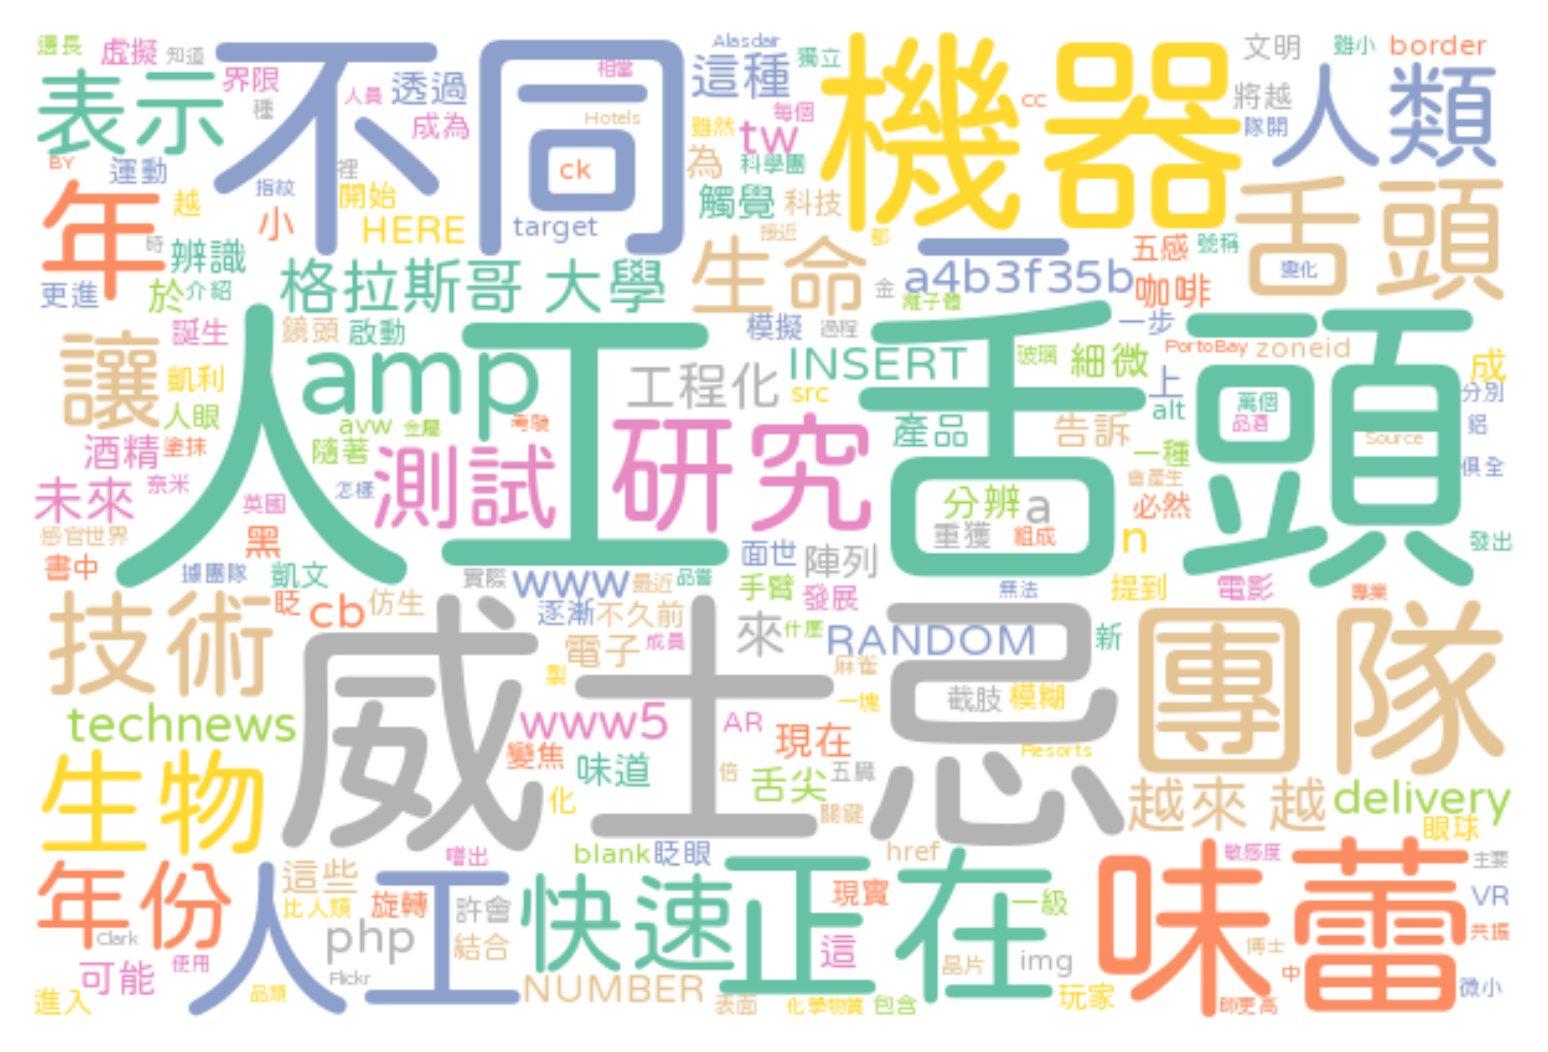 邊長 虛擬 知道 不同 相當 Alasdair 獨立 機器 文明 雖小 border
表示 界限 種 人員 透過 成為 Hotels 這種 雖然 每個 tw cc 將越 隊開 人類
BY 運動 指紋 裡 開始 ck 為 科學團
年 越 小 HERE target 觸覺 科技 接近 都 舌頭
時 辨識 五感 號稱 變化
更進 於 介紹 格拉斯哥 大學 生命 金 一 a4b3f35b 離子體 咖啡
誕生 鏡頭 啟動 人工 模擬 過程 舌頭 一步 PortoBay zoneid
讓 凱利 amp 工程化 INSERT src 玻璃 細微 上 成
人眼 avw 金屬 考發 產品 告訴 alt 萬個 品酒 分別
酒精 塗抹 隨著 測試 研究 一種 Source 鋁
未來 奈米 英國 怎樣 分辨 a 會產生 必然 俱全
感官世界 黑 重獲 組成 n 發出
書中 據團隊 凱文 實際 www 最近 品嘗 面世 陣列 手臂 發展 無法 提到 電影 專業
技術 眨 cb 仿生 逐漸 不久前 來 什麼 RANDOM 新 團隊
威士忌 電子 成員 麻雀
製 一塊 截肢 模糊
technews www5 AR 現在 Resorts
生物 變焦 味道 倍 舌尖 五臟 越來 越 delivery
化 關鍵 眼球
年份 嚐出 blank 眨眼 href 味蕾 敏感度 主要
人工 這些 比人類 旋轉 許會 快速 正在 現實 一級 VR
Clark php 結合 這 博士 共振
可能 使用 Flickr 晶片 img 中
進入 品類 NUMBER 表面 化學物質 包含 玩家 師更高 微小